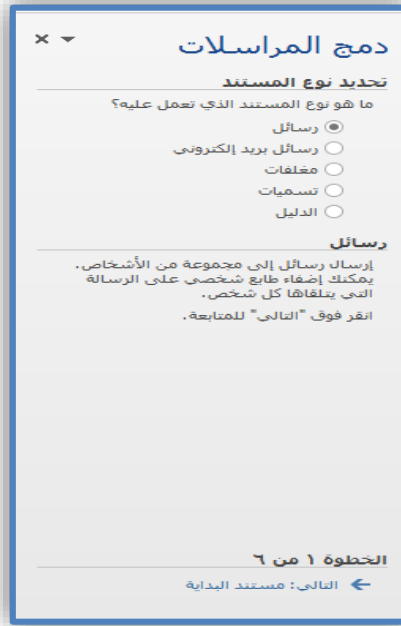 دمج المراسلات
تحديد نوع المستند
ما هو نوع المستند الذي تعمل عليه؟
رسائل
رسائل بريد إلكتروني
مغلفات
تسميات
الدليل
رسائل
إرسال رسائل إلى مجموعة من الأشخاص.
يمكنك إضفاء طابع شخصي على الرسالة
التي يتلقاها كل شخص.
انقر فوق "التالي" للمتابعة.
الخطوة ١ من ٦
التالي: مستند البداية